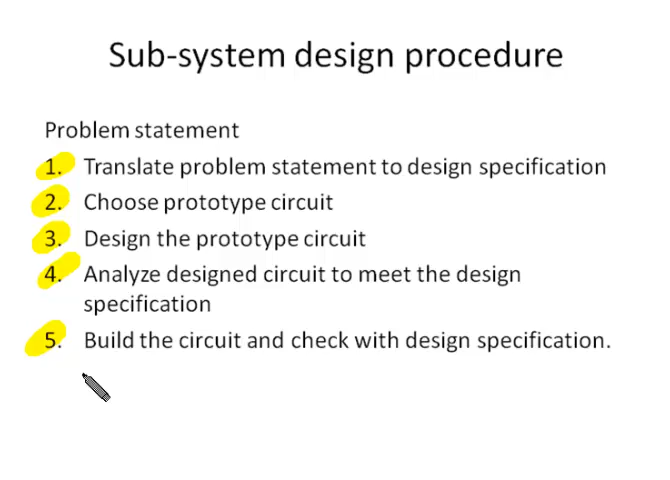 Sub-system design procedure
Problem statement
1. Translate problem statement to design specification
2. Choose prototype circuit
3. Design the prototype circuit
4. Analyze designed circuit to meet the design
specification
5. Build the circuit and check with design specification.